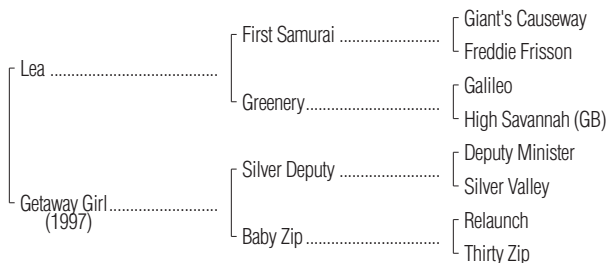 Giant's Causeway
First Samurai ........................
Freddie Frisson
Lea ........................................
Galileo
Greenery................................
High Savannah (GB)
Deputy Minister
Silver Deputy ........................
Silver Valley
Getaway Girl..........................
(1997)
Relaunch
Baby Zip................................
Thirty Zip